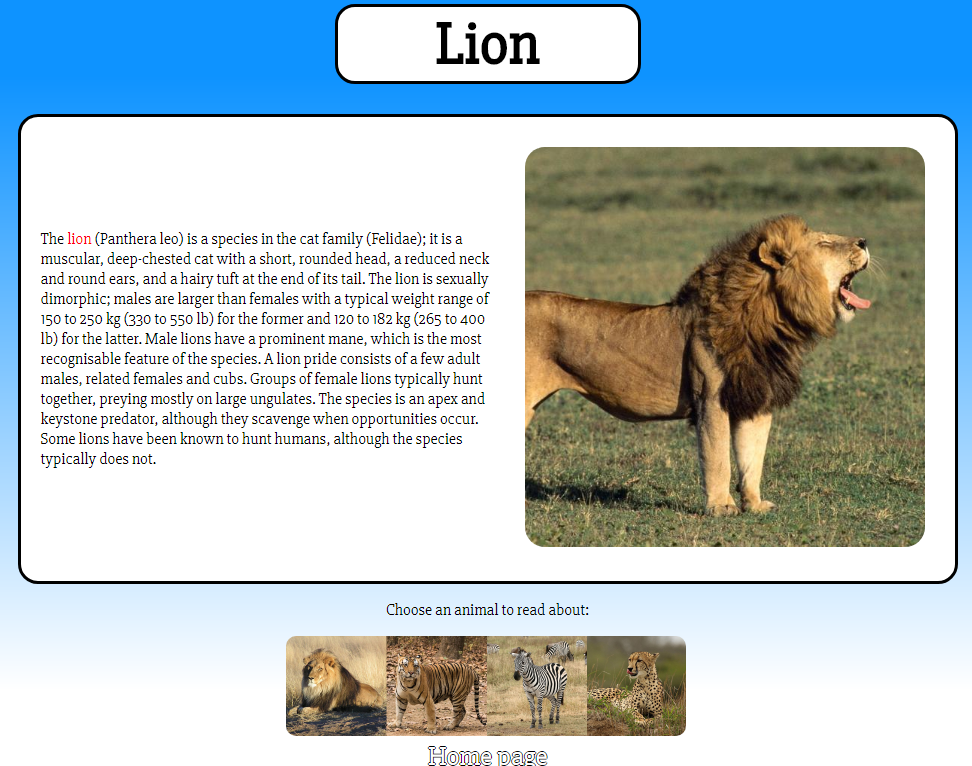 Lion
The lion (Panthera leo) is a species in the cat family (Felidae); it is a
muscular, deep-chested cat with a short, rounded head, a reduced neck
and round ears, and a hairy tuft at the end of its tail. The lion is sexually
dimorphic; males are larger than females with a typical weight range of
150 to 250 kg (330 to 550 lb) for the former and 120 to 182 kg (265 to 400
lb) for the latter. Male lions have a prominent mane, which is the most
recognisable feature of the species. A lion pride consists of a few adult
males, related females and cubs. Groups of female lions typically hunt
together, preying mostly on large ungulates. The species is an apex and
keystone predator, although they scavenge when opportunities occur.
Some lions have been known to hunt humans, although the species
typically does not.
Choose an animal to read about:
Home page